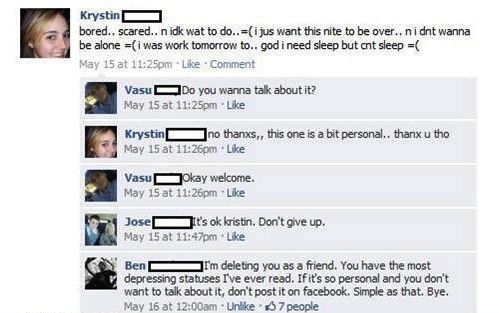 Krystin
bored.. scared.. n idk wat to do..=( i jus want this nite to be over.. n i dnt wanna
be alone =( i was work tomorrow to.. god i need sleep but cnt sleep =(
May 15 at 11:25pm · Like · Comment
Vasu Do you wanna talk about it?
May 15 at 11:25pm · Like
Krystin no thanxs,, this one is a bit personal.. thanx u tho
May 15 at 11:26pm · Like
Vasu Okay welcome.
May 15 at 11:26pm · Like
Jose It's ok kristin. Don't give up.
May 15 at 11:47pm · Like
Ben I'm deleting you as a friend. You have the most
depressing statuses I've ever read. If it's so personal and you don't
want to talk about it, don't post it on facebook. Simple as that. Bye.
May 16 at 12:00am · Unlike · 7 people